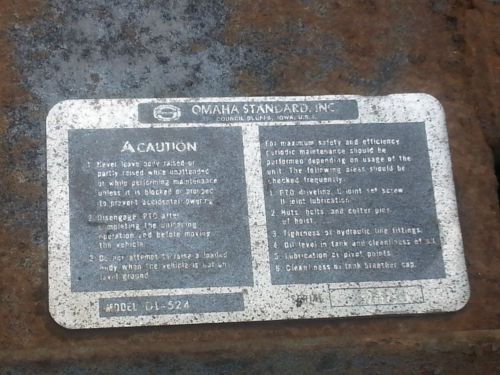 OMAHA STANDARD, INC.
COUNCIL BLUFFS, IOWA, U.S.A.
CAUTION
1. Never leave body raised or
partly raised while unattended
or while performing maintenance
unless it is blocked or propped
to prevent accidental lowering.
2. Disengage PTO after
completing the unloading
operation and before moving
the vehicle.
3. Do not attempt to raise a loaded
body when the vehicle is not on
level ground.
MODEL DL-524
For maximum safety and efficiency
periodic maintenance should be
performed depending on usage of the
unit. The following areas should be
checked frequently:
1. PTO driveline, U-joint set screw
U-joint lubrication.
2. Nuts, bolts, and cotter pins
of hoist.
3. Tightness of hydraulic line fittings.
4. Oil level in tank and cleanliness of oil.
5. Lubrication of pivot points.
6. Cleanliness of tank breather cap.
SERIAL